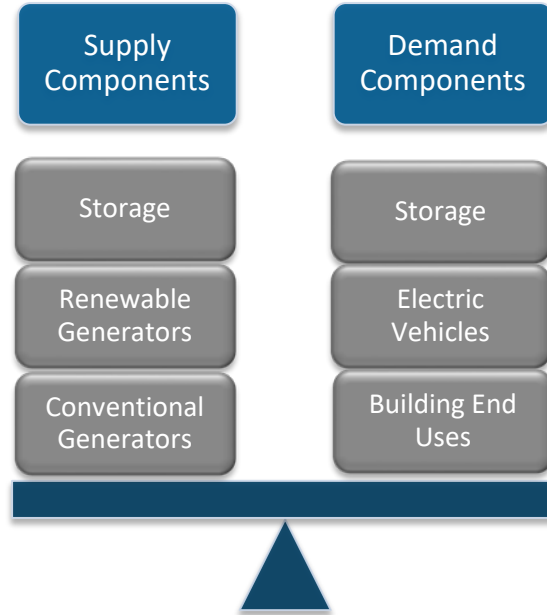 Supply
Components
Demand
Components
Storage
Renewable
Generators
Conventional
Generators
Storage
Electric
Vehicles
Building End
Uses